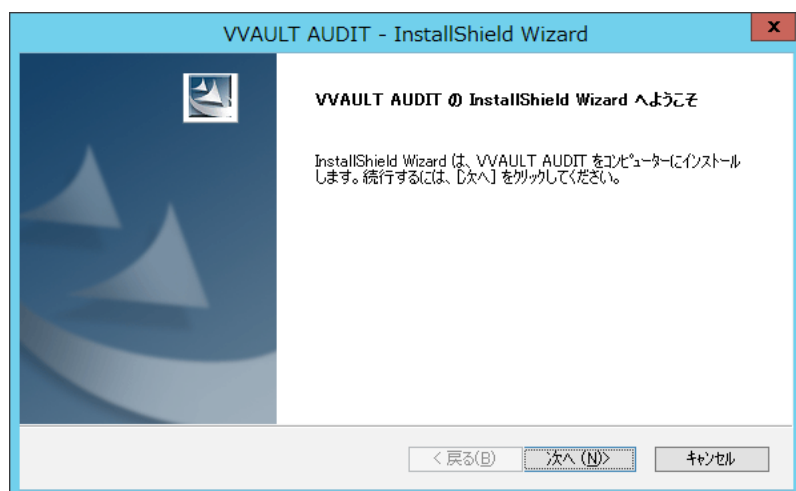 VVAULT AUDIT - InstallShield Wizard
x
VVAULT AUDIT の InstallShield Wizard へようこそ
InstallShield Wizard は、VVAULT AUDIT をコンピューターにインストール
します。続行するには、[次へ] をクリックしてください。
< 戻る(B) 次へ (N)> キャンセル